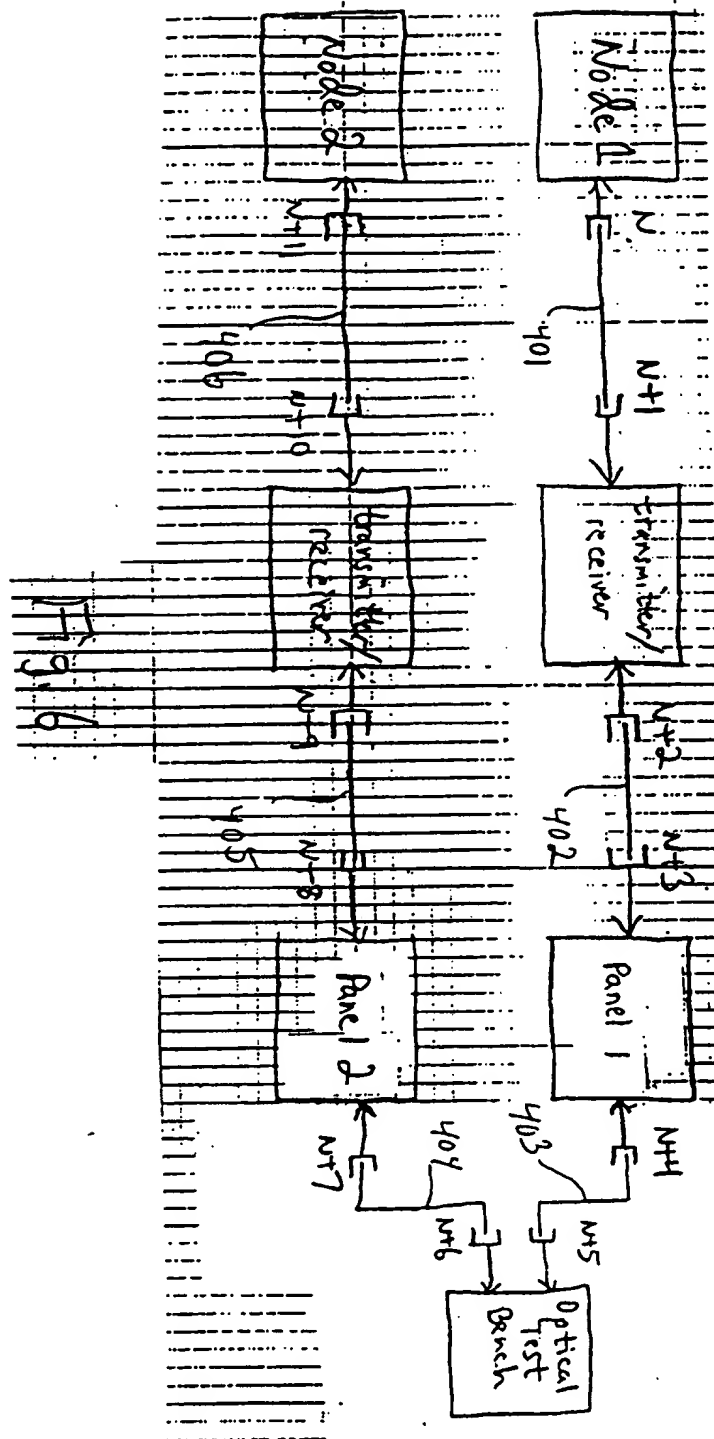 Node 1
N
401
N+1
transmitter/
receiver
N+2
402
N+3
Panel 1
N+4
403
N+5
Optical
Test
Bench
N+6
404
N+7
Panel 2
N+8
405
N+9
transmitter/
receiver
N+10
406
N+11
Node 2
Fig. 6